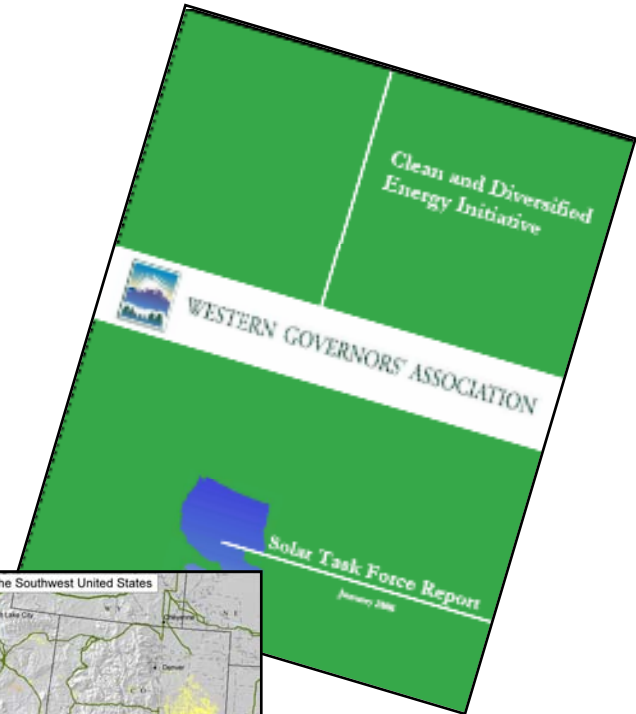 Clean and Diversified
Energy Initiative
WESTERN GOVERNORS' ASSOCIATION
Solar Task Force Report
January 2006
he Southwest United States
Lake City
W Y
Cheyenne
N E
Denver
C O